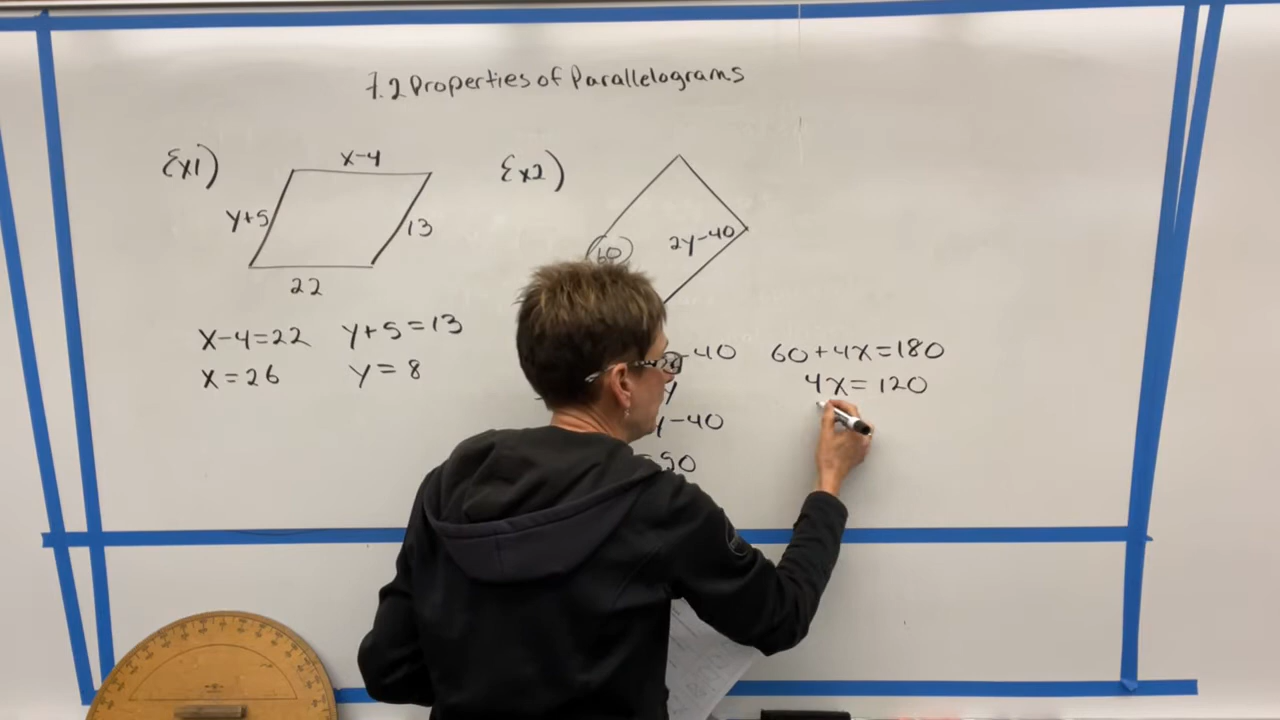 7.2 Properties of Parallelograms
Ex1)
x-4
y+5
13
22
x-4=22
y+5=13
x=26
y=8
Ex2)
60
2y-40
-40
y
y-40
=50
60+4x=180
4x=120